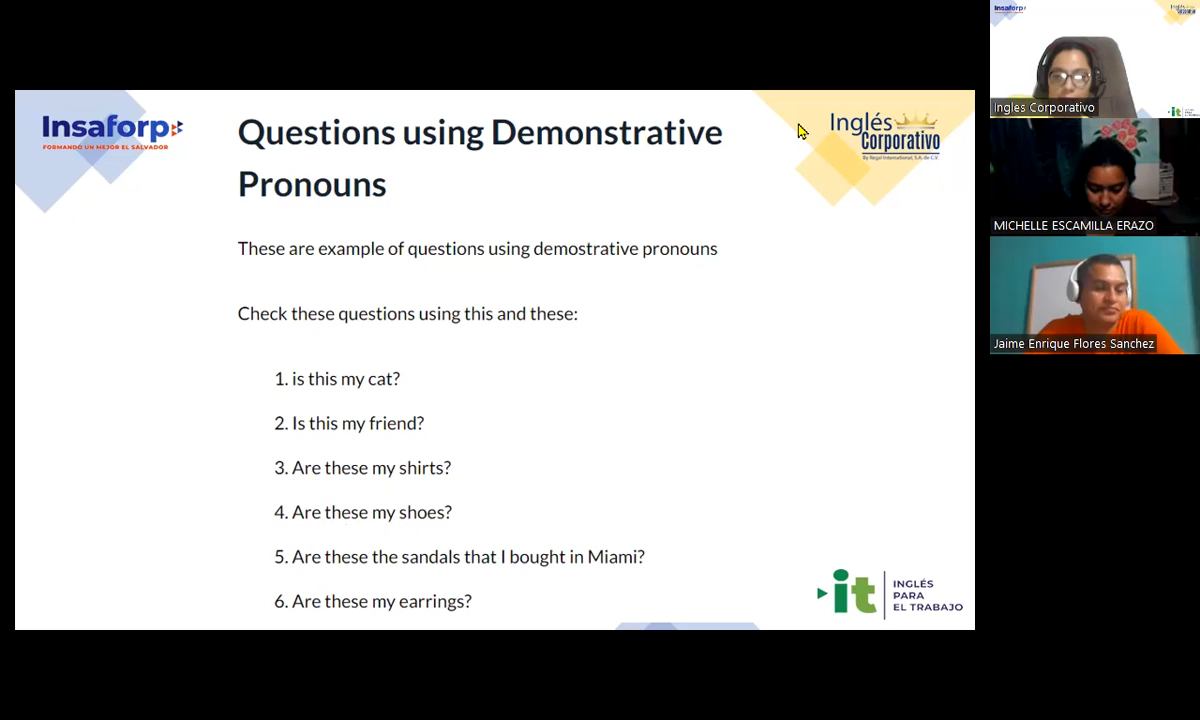 Insaforp
FORMANDO UN MEJOR EL SALVADOR
Questions using Demonstrative
Pronouns
Inglés
Corporativo
By Regal International, S.A. de C.V.
These are example of questions using demostrative pronouns
Check these questions using this and these:
1. is this my cat?
2. Is this my friend?
3. Are these my shirts?
4. Are these my shoes?
5. Are these the sandals that I bought in Miami?
6. Are these my earrings?
it
INGLÉS
PARA
EL TRABAJO
Insaforp
Inglés
Corporativo
it
Ingles Corporativo
MICHELLE ESCAMILLA ERAZO
Jaime Enrique Flores Sanchez